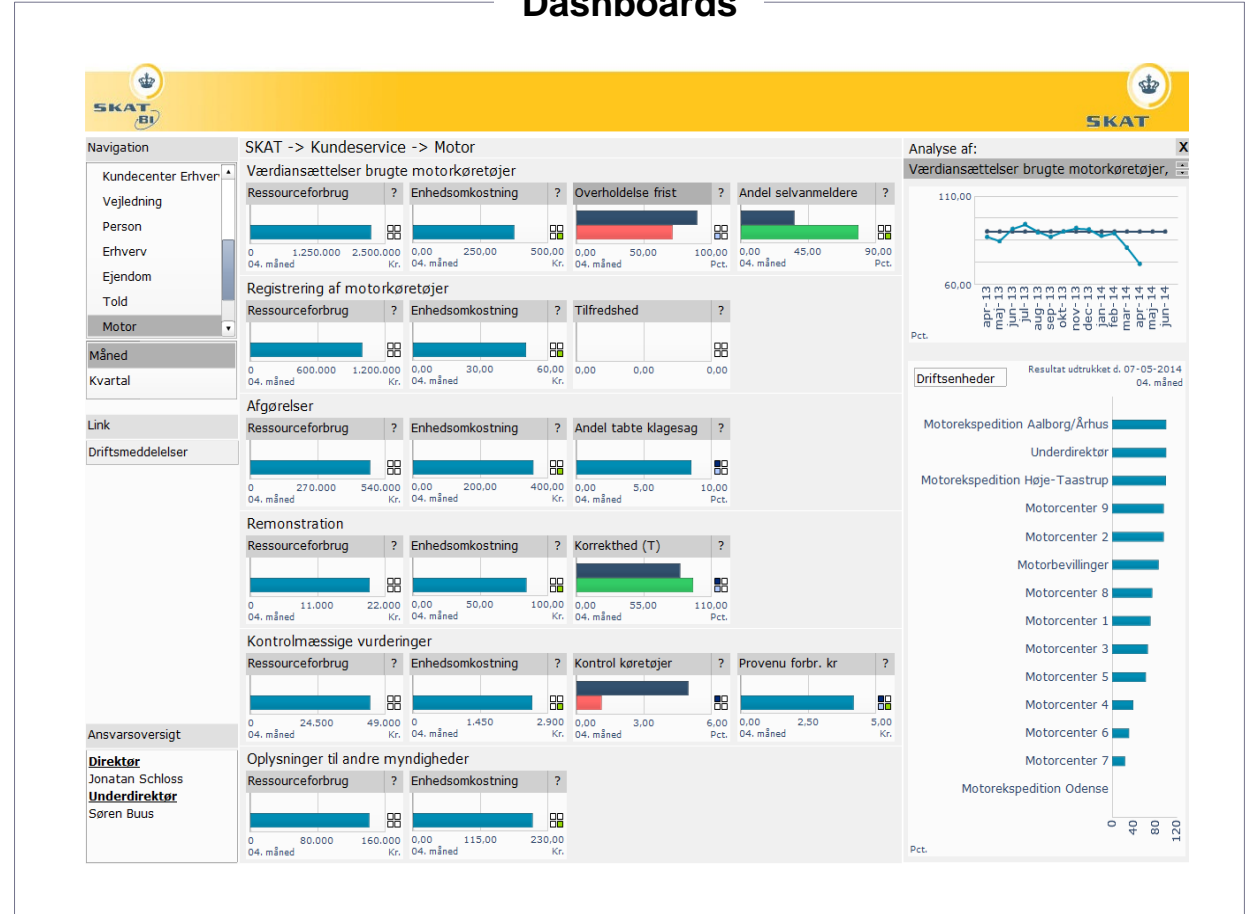 Dashboards
SKAT
BI
SKAT
Navigation
Kundecenter Erhver
Vejledning
Person
Erhverv
Ejendom
Told
Motor
Måned
Kvartal
Link
Driftsmeddelelser
Ansvarsoversigt
Direktør
Jonatan Schloss
Underdirektør
Søren Buus
SKAT -> Kundeservice -> Motor
Værdiansættelser brugte motorkøretøjer
Ressourceforbrug ? Enhedsomkostning ? Overholdelse frist ? Andel selvanmeldere ?
0 1.250.000 2.500.000 0,00 250,00 500,00 0,00 50,00 100,00 0,00 45,00 90,00
04. måned Kr. 04. måned Kr. 04. måned Pct. 04. måned Pct.
Registrering af motorkøretøjer
Ressourceforbrug ? Enhedsomkostning ? Tilfredshed ?
0 600.000 1.200.000 0,00 30,00 60,00 0,00 0,00 0,00
04. måned Kr. 04. måned Kr.
Afgørelser
Ressourceforbrug ? Enhedsomkostning ? Andel tabte klagesag ?
0 270.000 540.000 0,00 200,00 400,00 0,00 5,00 10,00
04. måned Kr. 04. måned Kr. 04. måned Pct.
Remonstration
Ressourceforbrug ? Enhedsomkostning ? Korrekthed (T) ?
0 11.000 22.000 0,00 50,00 100,00 0,00 55,00 110,00
04. måned Kr. 04. måned Kr. 04. måned Pct.
Kontrolmæssige vurderinger
Ressourceforbrug ? Enhedsomkostning ? Kontrol køretøjer ? Provenu forbr. kr ?
0 24.500 49.000 0 1.450 2.900 0,00 3,00 6,00 0,00 2,50 5,00
04. måned Kr. 04. måned Kr. 04. måned Pct. 04. måned Kr.
Oplysninger til andre myndigheder
Ressourceforbrug ? Enhedsomkostning ?
0 80.000 160.000 0,00 115,00 230,00
04. måned Kr. 04. måned Kr.
Analyse af: X
Værdiansættelser brugte motorkøretøjer,
110,00
60,00
apr-13
maj-13
jun-13
jul-13
aug-13
sep-13
okt-13
nov-13
dec-13
jan-14
feb-14
mar-14
apr-14
maj-14
jun-14
Pct.
Driftsenheder
Resultat udtrukket d. 07-05-2014
04. måned
Motorekspedition Aalborg/Århus
Underdirektør
Motorekspedition Høje-Taastrup
Motorcenter 9
Motorcenter 2
Motorbevillinger
Motorcenter 8
Motorcenter 1
Motorcenter 3
Motorcenter 5
Motorcenter 4
Motorcenter 6
Motorcenter 7
Motorekspedition Odense
0 40 80 120
Pct.